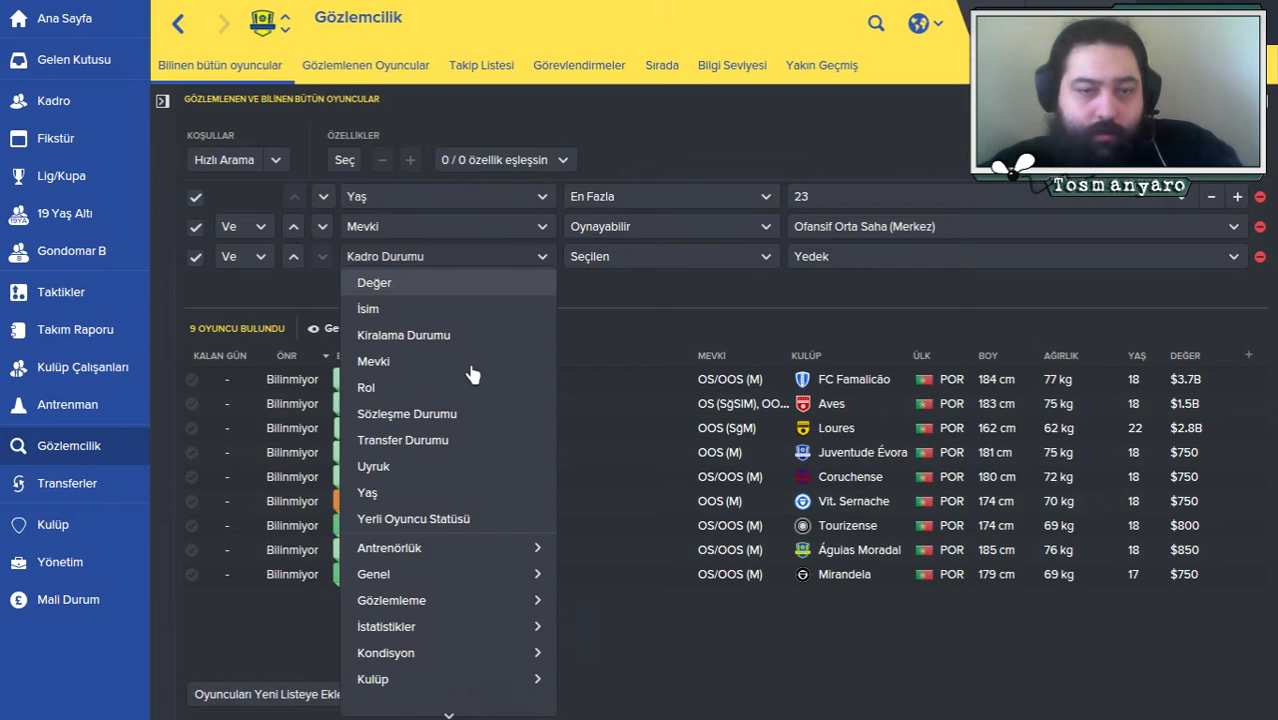 Ana Sayfa
Gelen Kutusu
Kadro
Fikstür
Lig/Kupa
19 Yaş Altı
Gondomar B
Taktikler
Takım Raporu
Kulüp Çalışanları
Antrenman
Gözlemcilik
Transferler
Kulüp
Yönetim
Mali Durum
Gözlemcilik
Bilinen bütün oyuncular Gözlemlenen Oyuncular Takip Listesi Görevlendirmeler Sırada Bilgi Seviyesi Yakın Geçmiş
Tosmanyaro
GÖZLEMLENEN VE BİLİNEN BÜTÜN OYUNCULAR
KOŞULLAR ÖZELLİKLER
Hızlı Arama Seç 0 / 0 özellik eşleşsin
Yaş En Fazla 23
Ve Mevki Oynayabilir Ofansif Orta Saha (Merkez)
Ve Kadro Durumu Seçilen Yedek
Değer
İsim
Kiralama Durumu
Mevki
Rol
Sözleşme Durumu
Transfer Durumu
Uyruk
Yaş
Yerli Oyuncu Statüsü
Antrenörlük
Genel
Gözlemleme
İstatistikler
Kondisyon
Kulüp
9 OYUNCU BULUNDU Ge
KALAN GÜN ÖNR MEVKİ KULÜP ÜLK BOY AĞIRLIK YAŞ DEĞER
- Bilinmiyor OS/OOS (M) FC Famalicão POR 184 cm 77 kg 18 $3.7B
- Bilinmiyor OS (SğSIM), OO... Aves POR 183 cm 75 kg 18 $1.5B
- Bilinmiyor OOS (SğM) Loures POR 162 cm 62 kg 22 $2.8B
- Bilinmiyor OOS (M) Juventude Évora POR 181 cm 75 kg 18 $750
- Bilinmiyor OS/OOS (M) Coruchense POR 180 cm 72 kg 18 $750
- Bilinmiyor OOS (M) Vit. Sernache POR 174 cm 70 kg 18 $750
- Bilinmiyor OS/OOS (M) Tourizense POR 174 cm 69 kg 18 $800
- Bilinmiyor OS/OOS (M) Águias Moradal POR 185 cm 76 kg 18 $850
- Bilinmiyor OS/OOS (M) Mirandela POR 179 cm 69 kg 17 $750
Oyuncuları Yeni Listeye Ekle